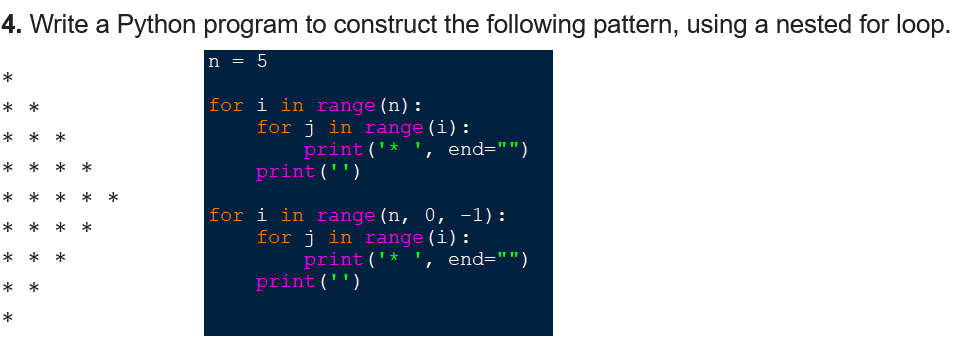 4. Write a Python program to construct the following pattern, using a nested for loop.
*
* *
* * *
* * * *
* * * * *
* * * *
* * *
* *
*
n = 5

for i in range(n):
    for j in range(i):
        print('* ', end="")
    print('')

for i in range(n, 0, -1):
    for j in range(i):
        print('* ', end="")
    print('')